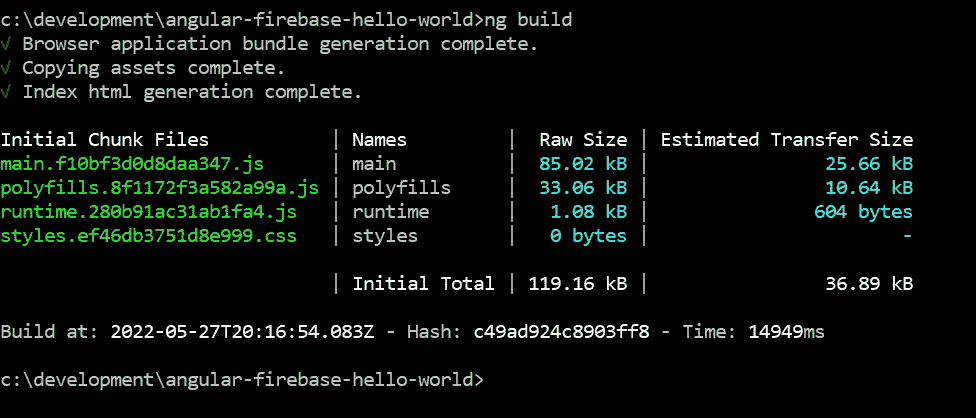 c:\development\angular-firebase-hello-world>ng build
√ Browser application bundle generation complete.
√ Copying assets complete.
√ Index html generation complete.
Initial Chunk Files | Names | Raw Size | Estimated Transfer Size
main.f10bf3d0d8daa347.js | main | 85.02 kB | 25.66 kB
polyfills.8f1172f3a582a99a.js | polyfills | 33.06 kB | 10.64 kB
runtime.280b91ac31ab1fa4.js | runtime | 1.08 kB | 604 bytes
styles.ef46db3751d8e999.css | styles | 0 bytes | -
| Initial Total | 119.16 kB | 36.89 kB
Build at: 2022-05-27T20:16:54.083Z - Hash: c49ad924c8903ff8 - Time: 14949ms
c:\development\angular-firebase-hello-world>